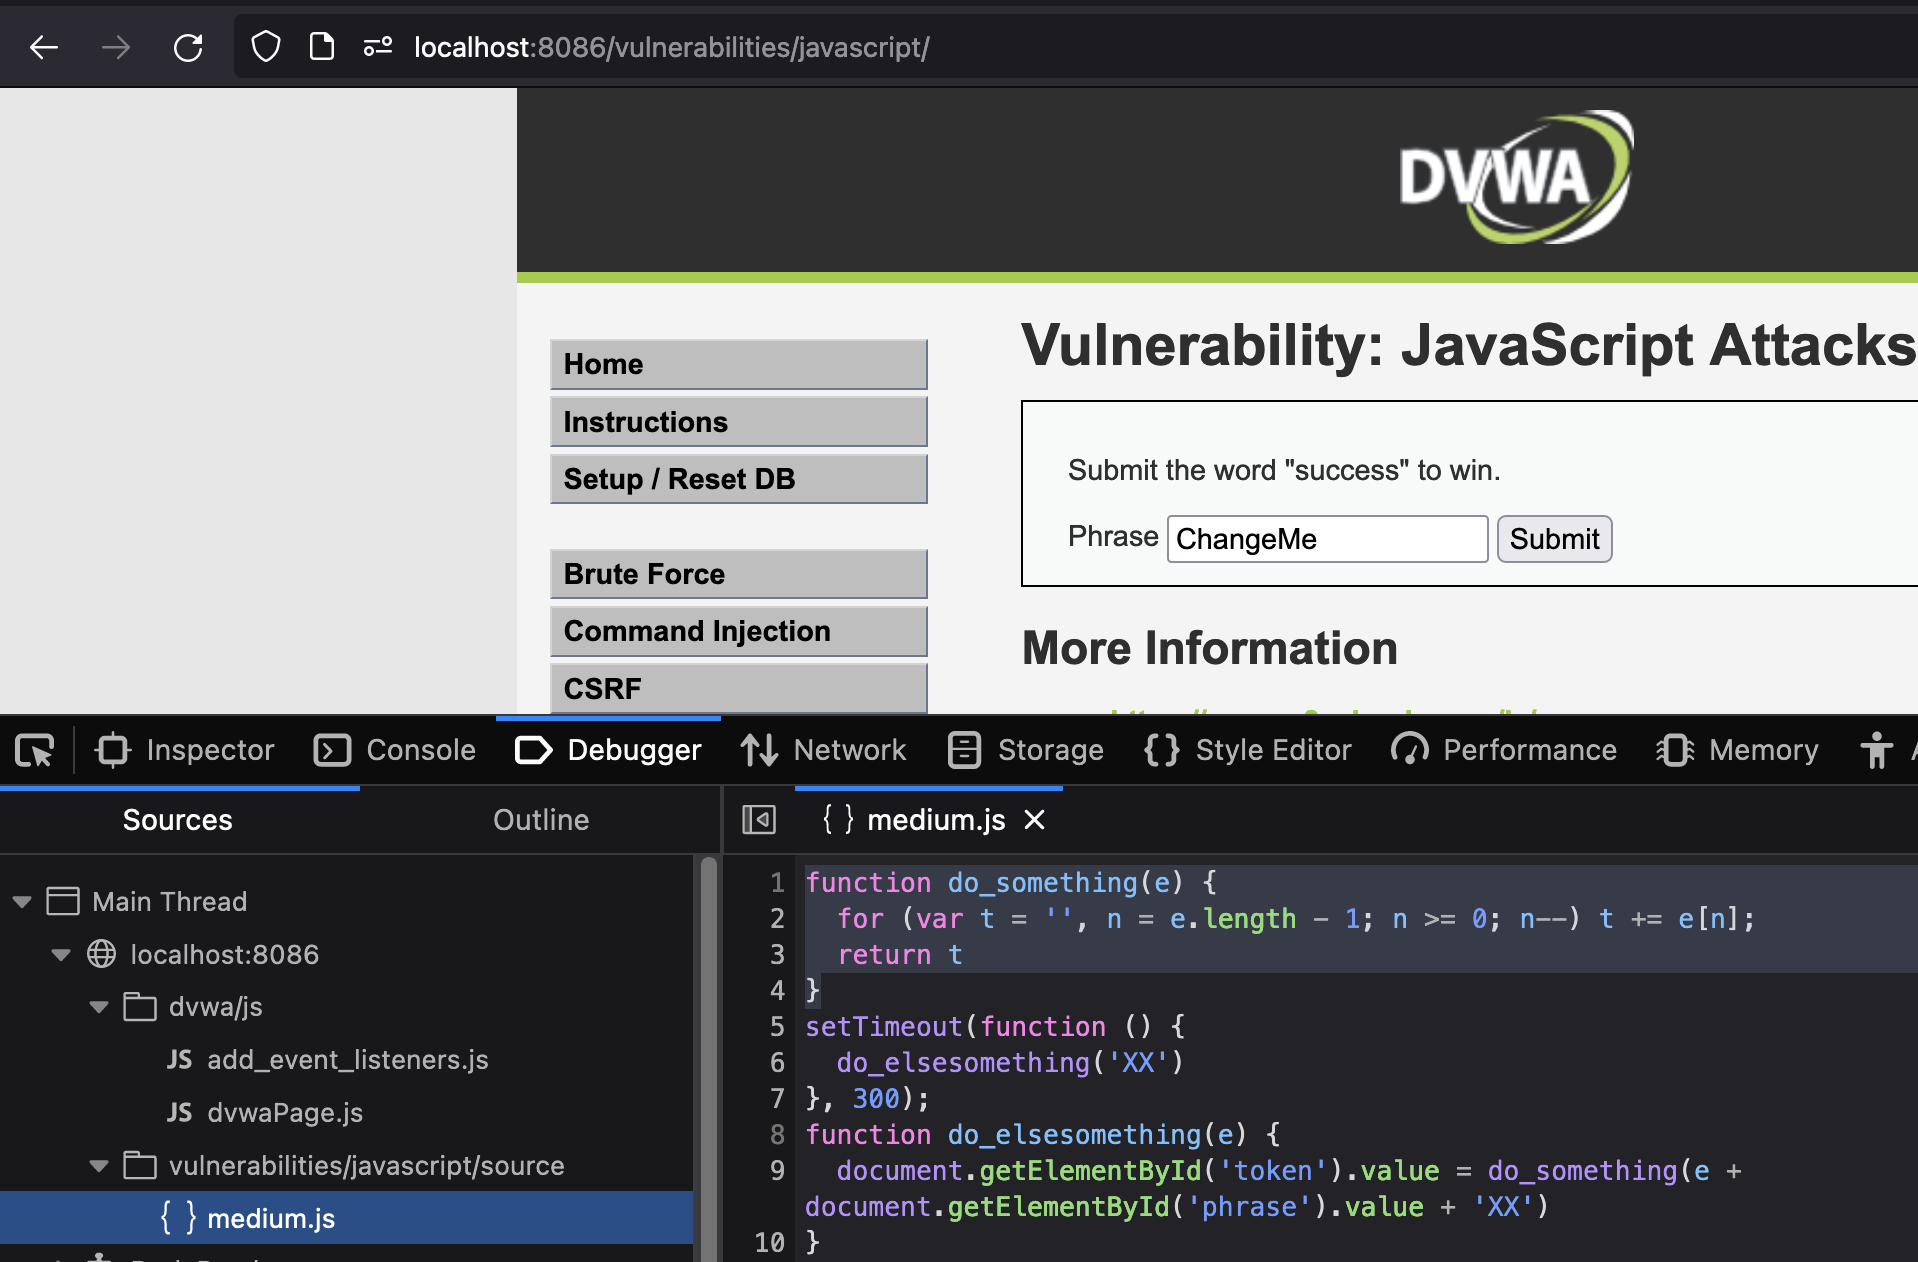 localhost:8086/vulnerabilities/javascript/
DVWA
Home
Instructions
Setup / Reset DB
Brute Force
Command Injection
CSRF
Vulnerability: JavaScript Attacks
Submit the word "success" to win.
Phrase ChangeMe Submit
More Information
Inspector Console Debugger Network Storage Style Editor Performance Memory A
Sources Outline
Main Thread
localhost:8086
dvwa/js
JS add_event_listeners.js
JS dvwaPage.js
vulnerabilities/javascript/source
{ } medium.js
{ } medium.js
1 function do_something(e) {
2   for (var t = '', n = e.length - 1; n >= 0; n--) t += e[n];
3   return t
4 }
5 setTimeout(function () {
6   do_elsesomething('XX')
7 }, 300);
8 function do_elsesomething(e) {
9   document.getElementById('token').value = do_something(e +
document.getElementById('phrase').value + 'XX')
10 }